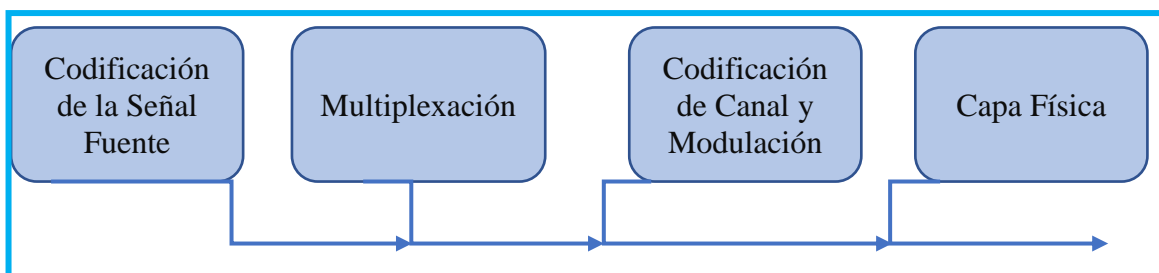 Codificación
de la Señal
Fuente
Multiplexación
Codificación
de Canal y
Modulación
Capa Física